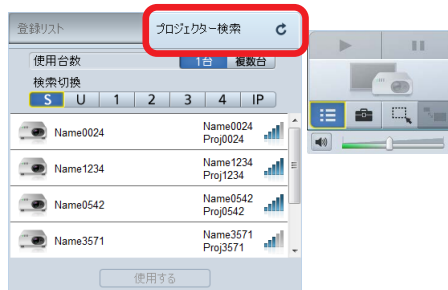 登録リスト プロジェクター検索
使用台数 1台 複数台
検索切換
S U 1 2 3 4 IP
Name0024 Name0024
Proj0024
Name1234 Name1234
Proj1234
Name0542 Name0542
Proj0542
Name3571 Name3571
Proj3571
使用する